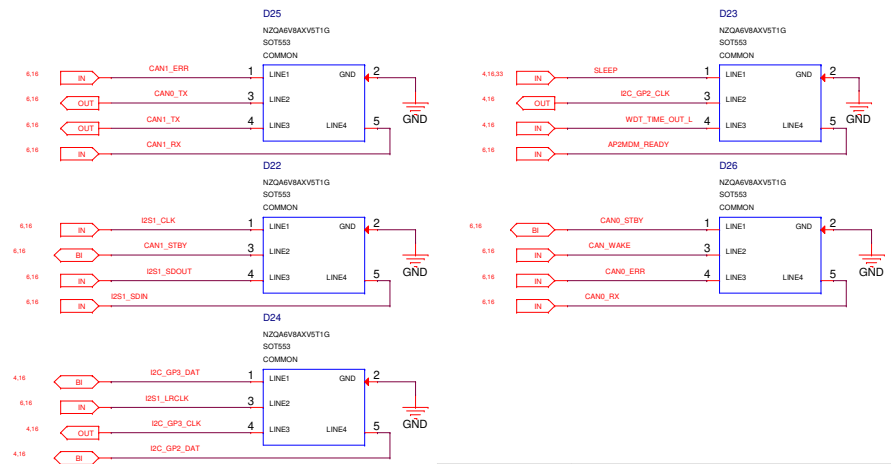 D25
NZQA6V8AXV5T1G
SOT553
COMMON
6,16 IN CAN1_ERR 1 LINE1 GND 2
6,16 OUT CAN0_TX 3 LINE2
GND
6,16 OUT CAN1_TX 4 LINE3 LINE4 5
6,16 IN CAN1_RX
D22
NZQA6V8AXV5T1G
SOT553
COMMON
6,16 IN I2S1_CLK 1 LINE1 GND 2
6,16 BI CAN1_STBY 3 LINE2
GND
6,16 IN I2S1_SDOUT 4 LINE3 LINE4 5
6,16 IN I2S1_SDIN
D24
NZQA6V8AXV5T1G
SOT553
COMMON
4,16 BI I2C_GP3_DAT 1 LINE1 GND 2
6,16 IN I2S1_LRCLK 3 LINE2
GND
4,16 OUT I2C_GP3_CLK 4 LINE3 LINE4 5
4,16 BI I2C_GP2_DAT
D23
NZQA6V8AXV5T1G
SOT553
COMMON
4,16,33 IN SLEEP 1 LINE1 GND 2
4,16 OUT I2C_GP2_CLK 3 LINE2
GND
4,16 IN WDT_TIME_OUT_L 4 LINE3 LINE4 5
6,16 IN AP2MDM_READY
D26
NZQA6V8AXV5T1G
SOT553
COMMON
6,16 BI CAN0_STBY 1 LINE1 GND 2
6,16 IN CAN_WAKE 3 LINE2
GND
6,16 IN CAN0_ERR 4 LINE3 LINE4 5
6,16 IN CAN0_RX